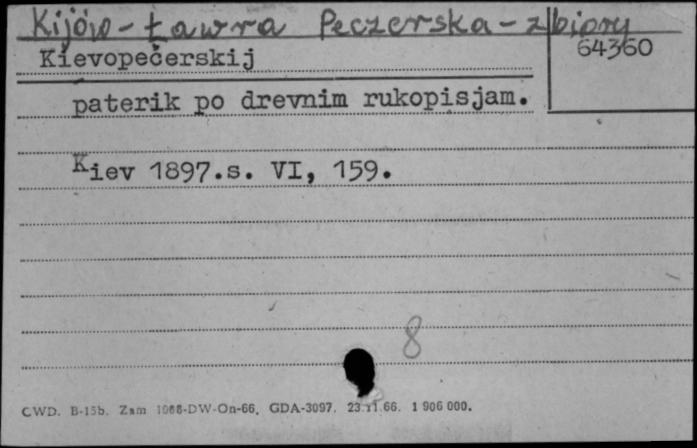 Kijów - Ławra Peczerska - zbiory
64360
Kievopečerskij
paterik po drevnim rukopisjam.
Kiev 1897.s. VI, 159.
8
CWD. B-15b. Zam 1068-DW-On-66. GDA-3097. 23.11.66. 1 906 000.